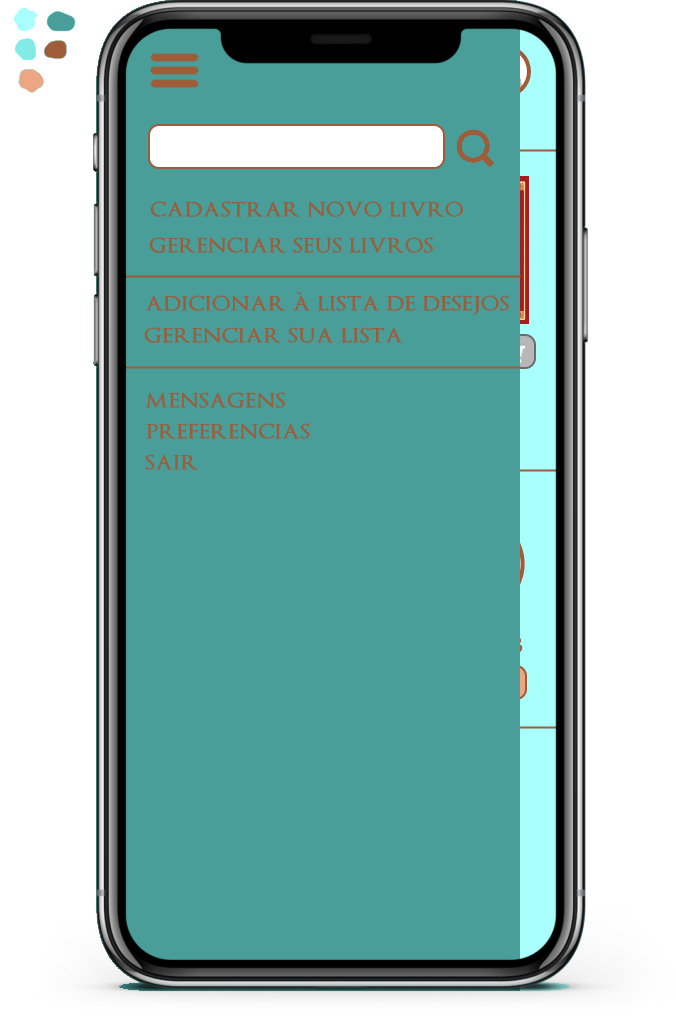 CADASTRAR NOVO LIVRO
GERENCIAR SEUS LIVROS
ADICIONAR À LISTA DE DESEJOS
GERENCIAR SUA LISTA
MENSAGENS
PREFERENCIAS
SAIR